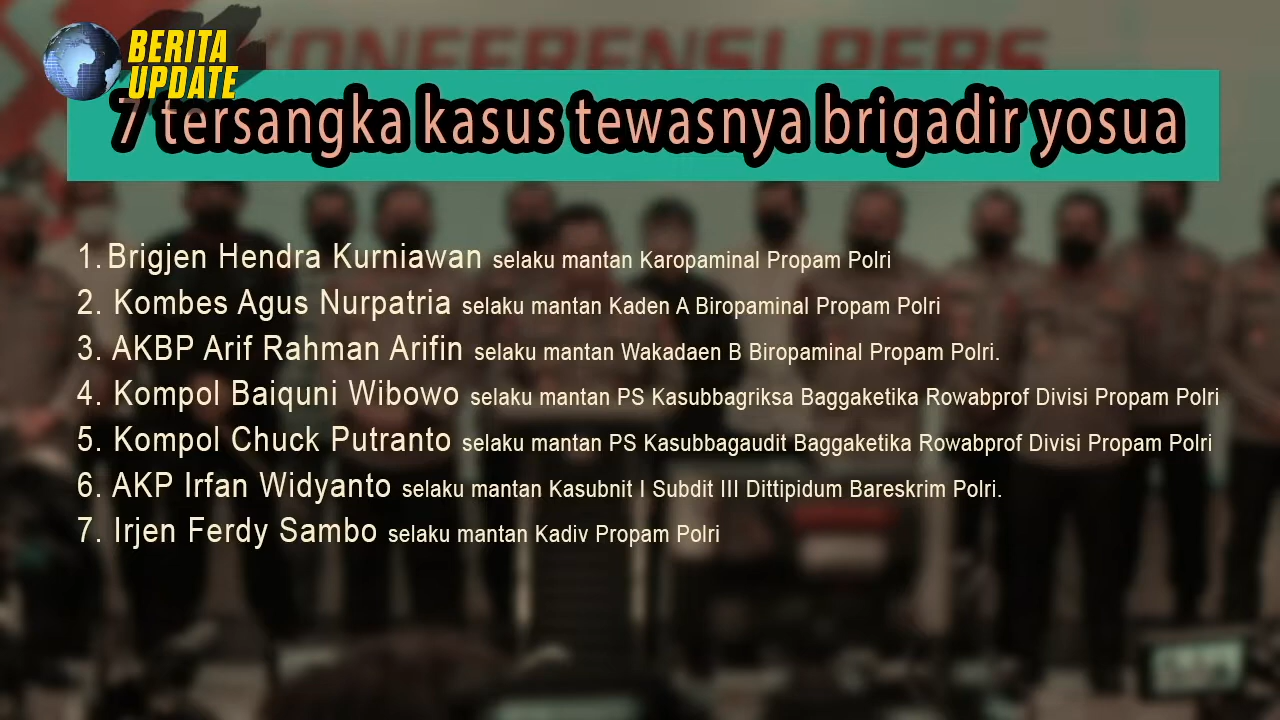 BERITA
UPDATE
KONFERENSI PERS
7 tersangka kasus tewasnya brigadir yosua
1. Brigjen Hendra Kurniawan selaku mantan Karopaminal Propam Polri
2. Kombes Agus Nurpatria selaku mantan Kaden A Biropaminal Propam Polri
3. AKBP Arif Rahman Arifin selaku mantan Wakadaen B Biropaminal Propam Polri.
4. Kompol Baiquni Wibowo selaku mantan PS Kasubbagriksa Baggaketika Rowabprof Divisi Propam Polri
5. Kompol Chuck Putranto selaku mantan PS Kasubbagaudit Baggaketika Rowabprof Divisi Propam Polri
6. AKP Irfan Widyanto selaku mantan Kasubnit I Subdit III Dittipidum Bareskrim Polri.
7. Irjen Ferdy Sambo selaku mantan Kadiv Propam Polri